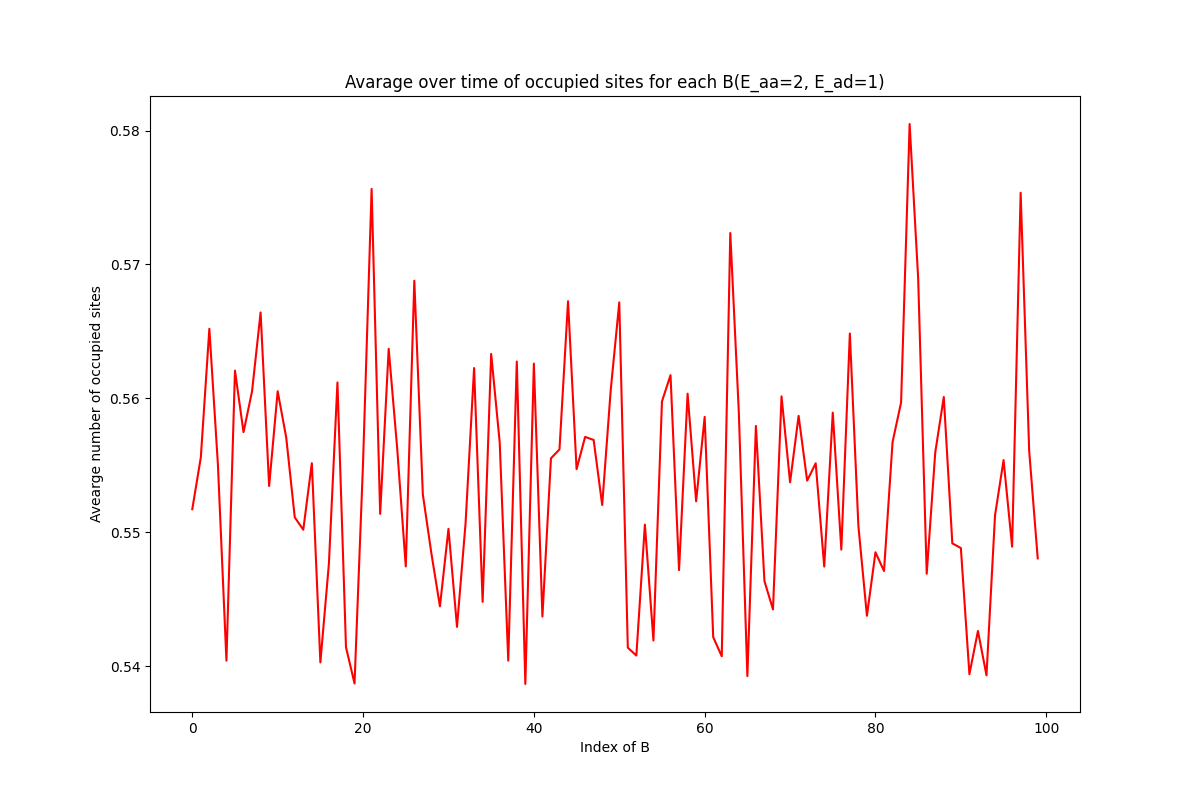 Avarage over time of occupied sites for each B(E_aa=2, E_ad=1)
0.58
0.57
0.56
0.55
0.54
Avearge number of occupied sites
0 20 40 60 80 100
Index of B